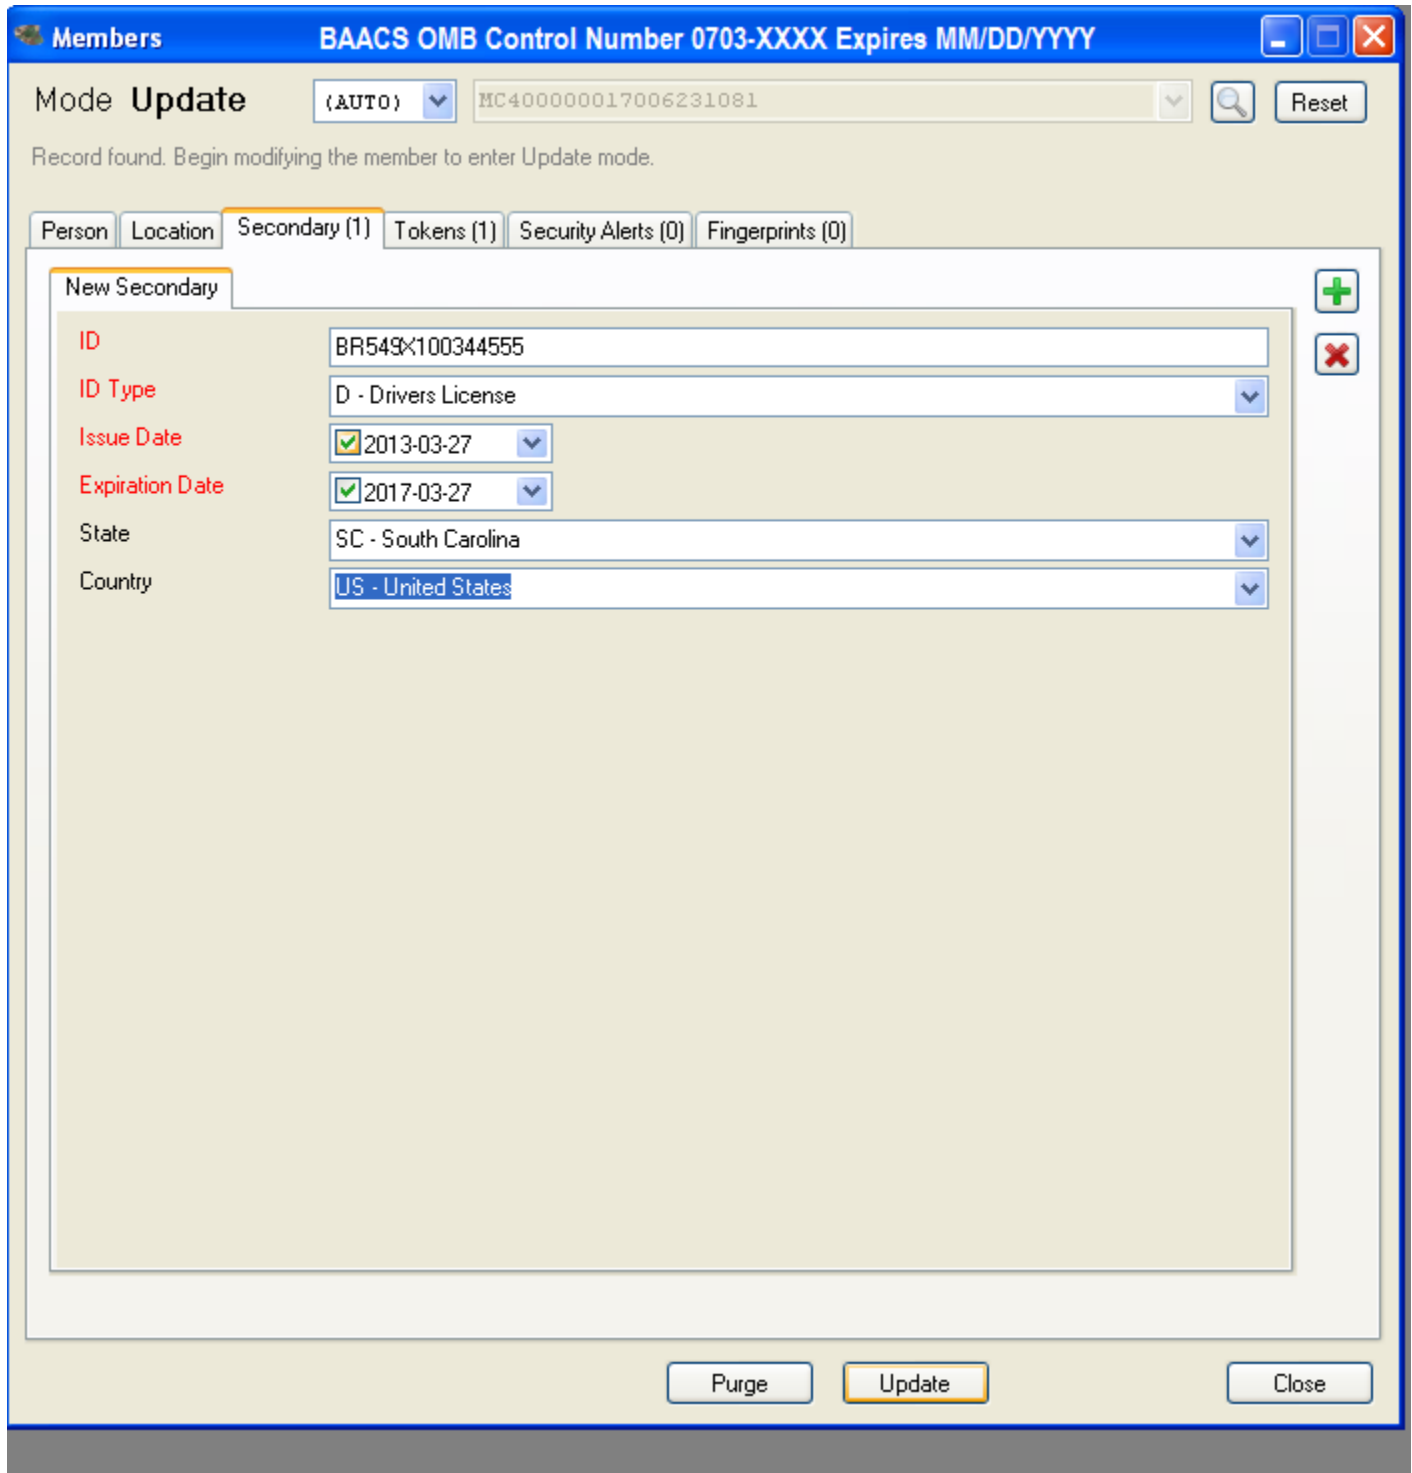 Members BAACS OMB Control Number 0703-XXXX Expires MM/DD/YYYY
Mode Update (AUTO) MC400000017006231081 Reset
Record found. Begin modifying the member to enter Update mode.
Person Location Secondary (1) Tokens (1) Security Alerts (0) Fingerprints (0)
New Secondary
ID BR549X100344555
ID Type D - Drivers License
Issue Date 2013-03-27
Expiration Date 2017-03-27
State SC - South Carolina
Country US - United States
Purge Update Close